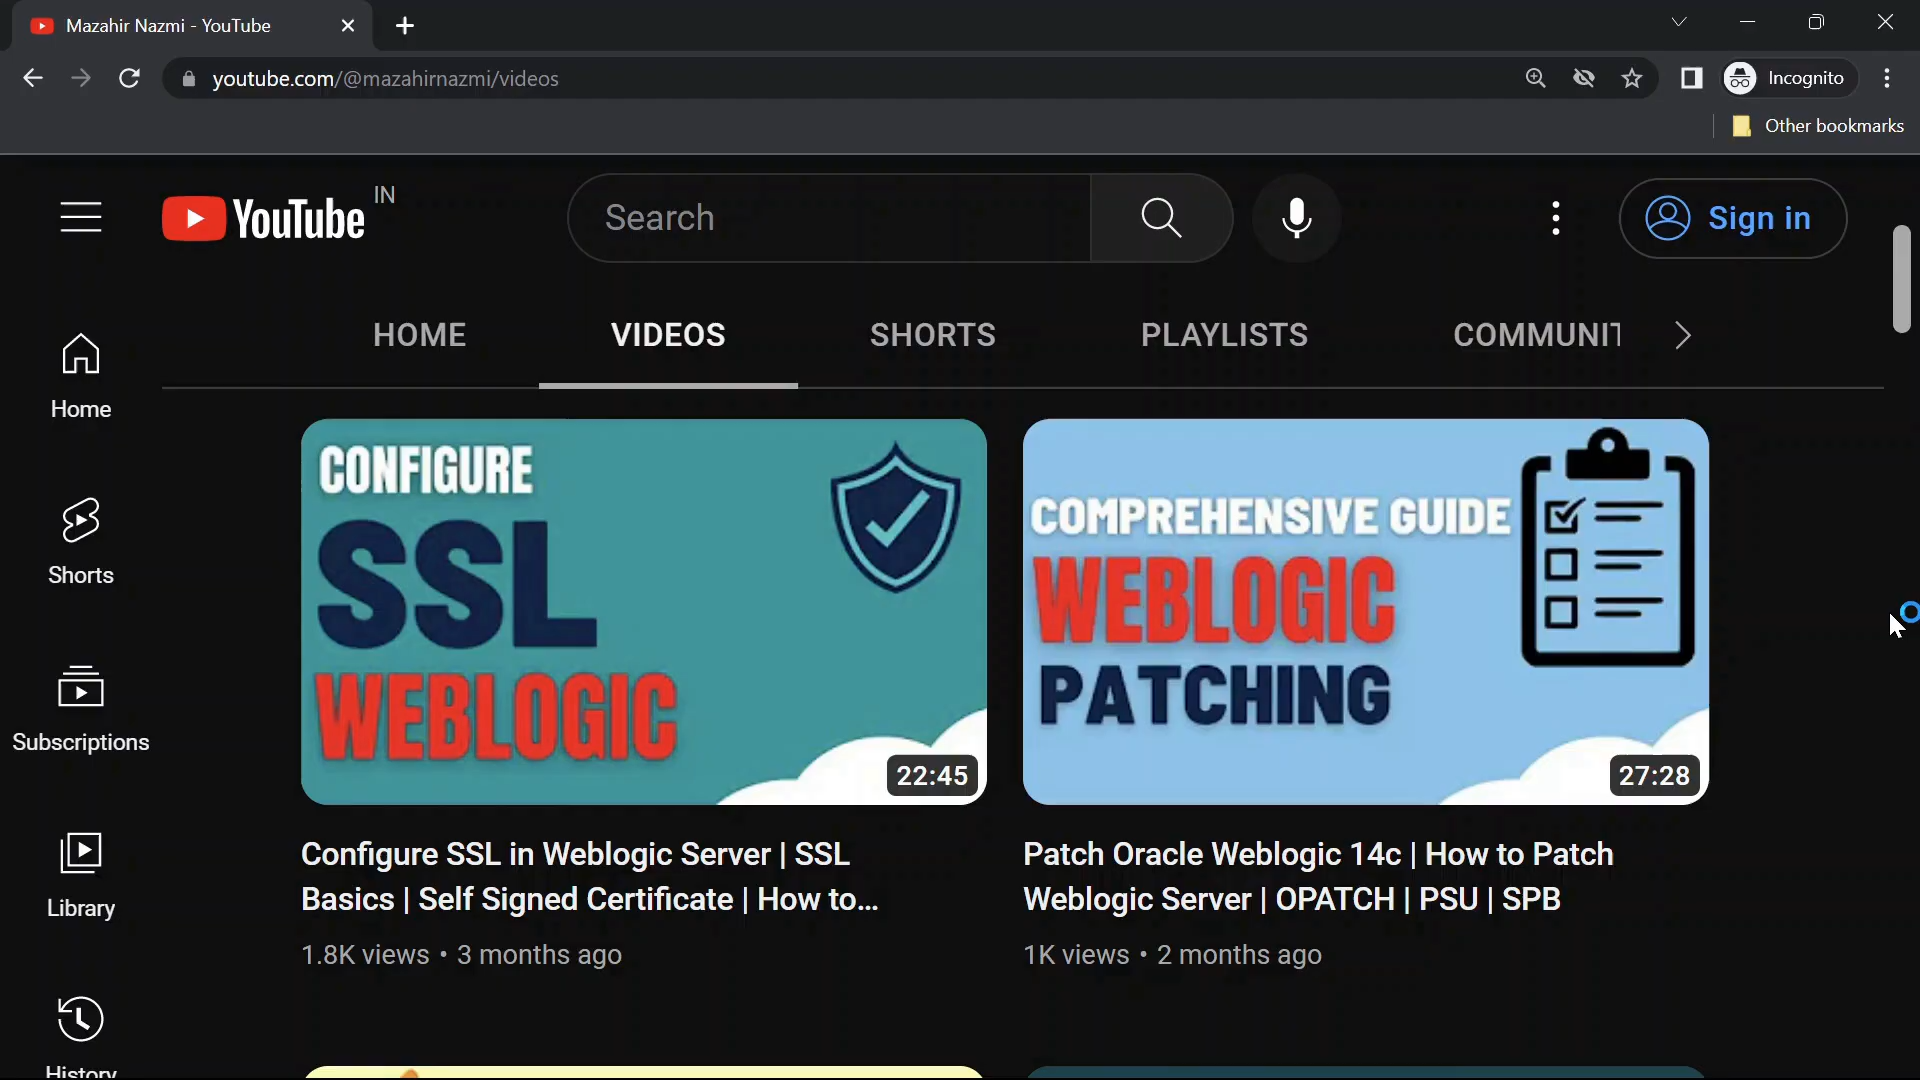 Mazahir Nazmi - YouTube
youtube.com/@mazahirnazmi/videos
Incognito
Other bookmarks
YouTube
IN
Search
Sign in
HOME
VIDEOS
SHORTS
PLAYLISTS
COMMUNIT
Home
Shorts
Subscriptions
Library
History
CONFIGURE
SSL
WEBLOGIC
22:45
COMPREHENSIVE GUIDE
WEBLOGIC
PATCHING
27:28
Configure SSL in Weblogic Server | SSL
Basics | Self Signed Certificate | How to...
1.8K views • 3 months ago
Patch Oracle Weblogic 14c | How to Patch
Weblogic Server | OPATCH | PSU | SPB
1K views • 2 months ago